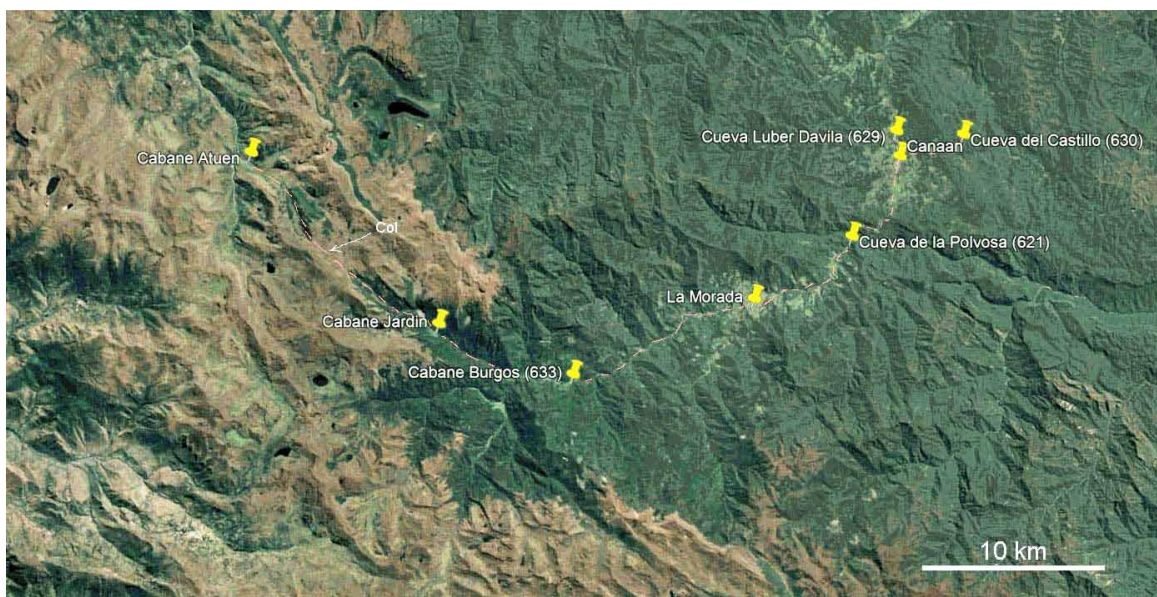 Cueva Luber Davila (629)
Cueva del Castillo (630)
Canaan
Cabane Atuen
Col
Cueva de la Polvosa (621)
La Morada
Cabane Jardin
Cabane Burgos (633)
10 km